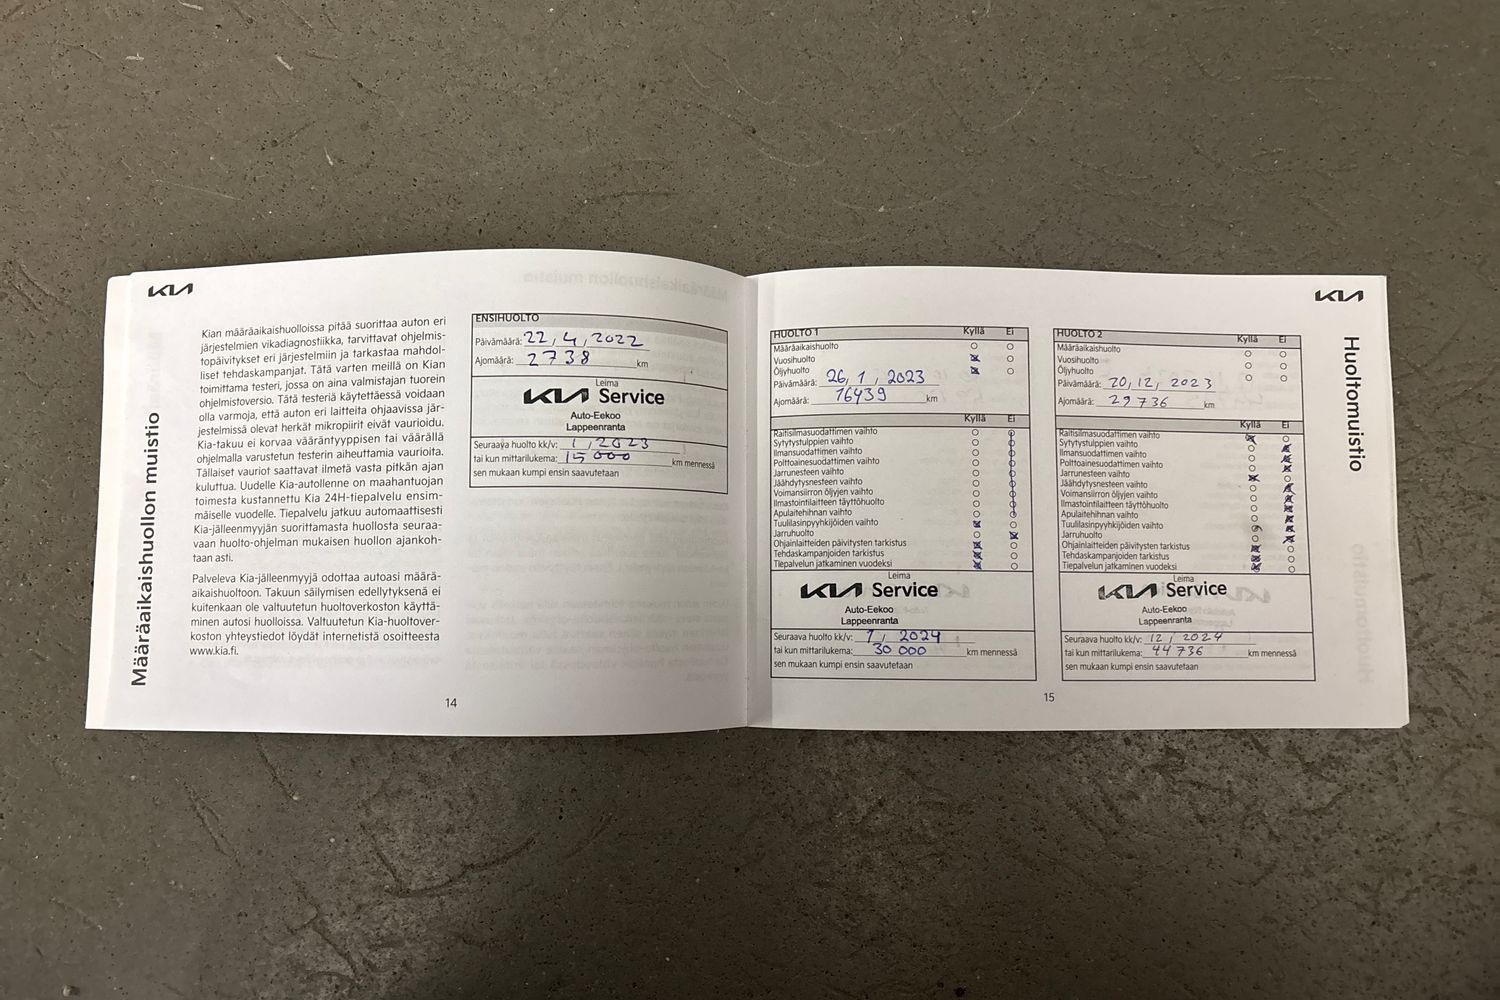 KIA
Määräaikaishuollon muistio
Kian määräaikaishuolloissa pitää suorittaa auton eri
järjestelmien vikadiagnostiikka, tarvittavat ohjelmis-
topäivitykset eri järjestelmiin ja tarkastaa mahdol-
liset tehdaskampanjat. Tätä varten meillä on Kian
toimittama testeri, jossa on aina valmistajan tuorein
ohjelmistoversio. Tätä testeriä käytettäessä voidaan
olla varmoja, että auton eri laitteita ohjaavissa jär-
jestelmissä olevat herkät mikropiirit eivät vaurioidu.
Kia-takuu ei korvaa vääräntyyppisen tai väärällä
ohjelmalla varustetun testerin aiheuttamia vaurioita.
Tällaiset vauriot saattavat ilmetä vasta pitkän ajan
kuluttua. Uudelle Kia-autollenne on maahantuojan
toimesta kustannettu Kia 24H-tiepalvelu ensim-
mäiselle vuodelle. Tiepalvelu jatkuu automaattisesti
Kia-jälleenmyyjän suorittamasta huollosta seuraa-
vaan huolto-ohjelman mukaisen huollon ajankoh-
taan asti.
Palveleva Kia-jälleenmyyjä odottaa autoasi määrä-
aikaishuoltoon. Takuun säilymisen edellytyksenä ei
kuitenkaan ole valtuutetun huoltoverkoston käyttä-
minen autosi huolloissa. Valtuutetun Kia-huoltover-
koston yhteystiedot löydät internetistä osoitteesta
www.kia.fi.
ENSIHUOLTO
Päivämäärä: 22, 4, 2022
Ajomäärä: 2738 km
Leima
KIA Service
Auto-Eekoo
Lappeenranta
Seuraava huolto kk/v: 1, 2023
tai kun mittarilukema: 15 000 km mennessä
sen mukaan kumpi ensin saavutetaan
14
KIA
Huoltomuistio
HUOLTO 1 Kyllä Ei
Määräaikaishuolto
Vuosihuolto
Öljyhuolto
Päivämäärä: 26, 1, 2023
Ajomäärä: 16439 km
Kyllä Ei
Raitisilmasuodattimen vaihto
Sytytystulppien vaihto
Ilmansuodattimen vaihto
Polttoainesuodattimen vaihto
Jarrunesteen vaihto
Jäähdytysnesteen vaihto
Voimansiirron öljyjen vaihto
Ilmastointilaitteen täyttöhuolto
Apulaitehihnan vaihto
Tuulilasinpyyhkijöiden vaihto
Jarruhuolto
Ohjainlaitteiden päivitysten tarkistus
Tehdaskampanjoiden tarkistus
Tiepalvelun jatkaminen vuodeksi
Leima
KIA Service
Auto-Eekoo
Lappeenranta
Seuraava huolto kk/v: 1, 2024
tai kun mittarilukema: 30 000 km mennessä
sen mukaan kumpi ensin saavutetaan
HUOLTO 2 Kyllä Ei
Määräaikaishuolto
Vuosihuolto
Öljyhuolto
Päivämäärä: 20, 12, 2023
Ajomäärä: 29736 km
Kyllä Ei
Raitisilmasuodattimen vaihto
Sytytystulppien vaihto
Ilmansuodattimen vaihto
Polttoainesuodattimen vaihto
Jarrunesteen vaihto
Jäähdytysnesteen vaihto
Voimansiirron öljyjen vaihto
Ilmastointilaitteen täyttöhuolto
Apulaitehihnan vaihto
Tuulilasinpyyhkijöiden vaihto
Jarruhuolto
Ohjainlaitteiden päivitysten tarkistus
Tehdaskampanjoiden tarkistus
Tiepalvelun jatkaminen vuodeksi
Leima
KIA Service
Auto-Eekoo
Lappeenranta
Seuraava huolto kk/v: 12, 2024
tai kun mittarilukema: 44736 km mennessä
sen mukaan kumpi ensin saavutetaan
15